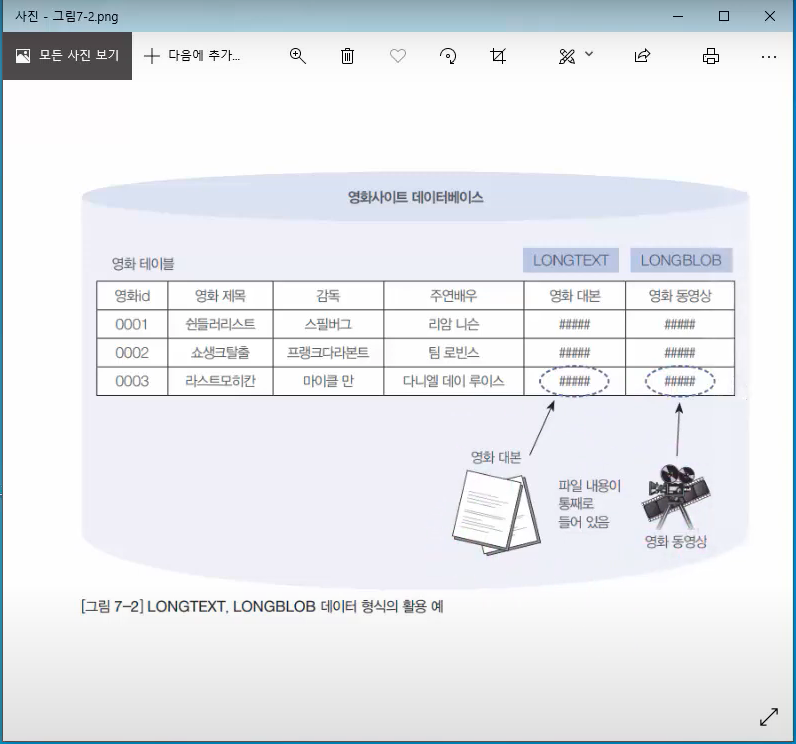 사진 - 그림7-2.png
모든 사진 보기 다음에 추가...
영화사이트 데이터베이스
영화 테이블 LONGTEXT LONGBLOB
영화id 영화 제목 감독 주연배우 영화 대본 영화 동영상
0001 쉰들러리스트 스필버그 리암 니슨 ##### #####
0002 쇼생크탈출 프랭크다라본트 팀 로빈스 ##### #####
0003 라스트모히칸 마이클 만 다니엘 데이 루이스 ##### #####
영화 대본
파일 내용이
통째로
들어 있음
영화 동영상
[그림 7-2] LONGTEXT, LONGBLOB 데이터 형식의 활용 예